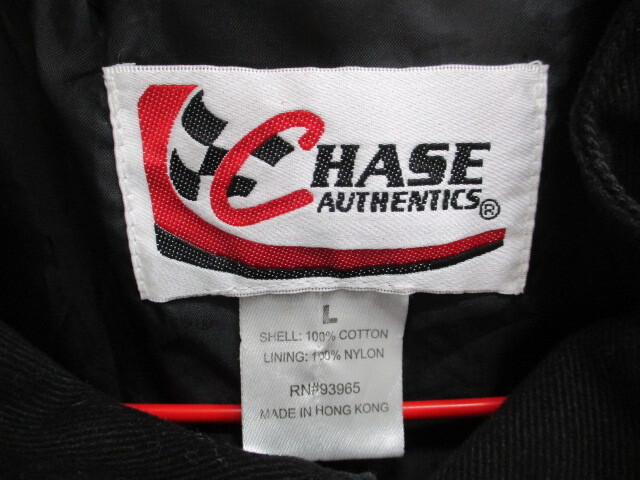 CHASE
AUTHENTICS®
L
SHELL: 100% COTTON
LINING: 100% NYLON
RN#93965
MADE IN HONG KONG